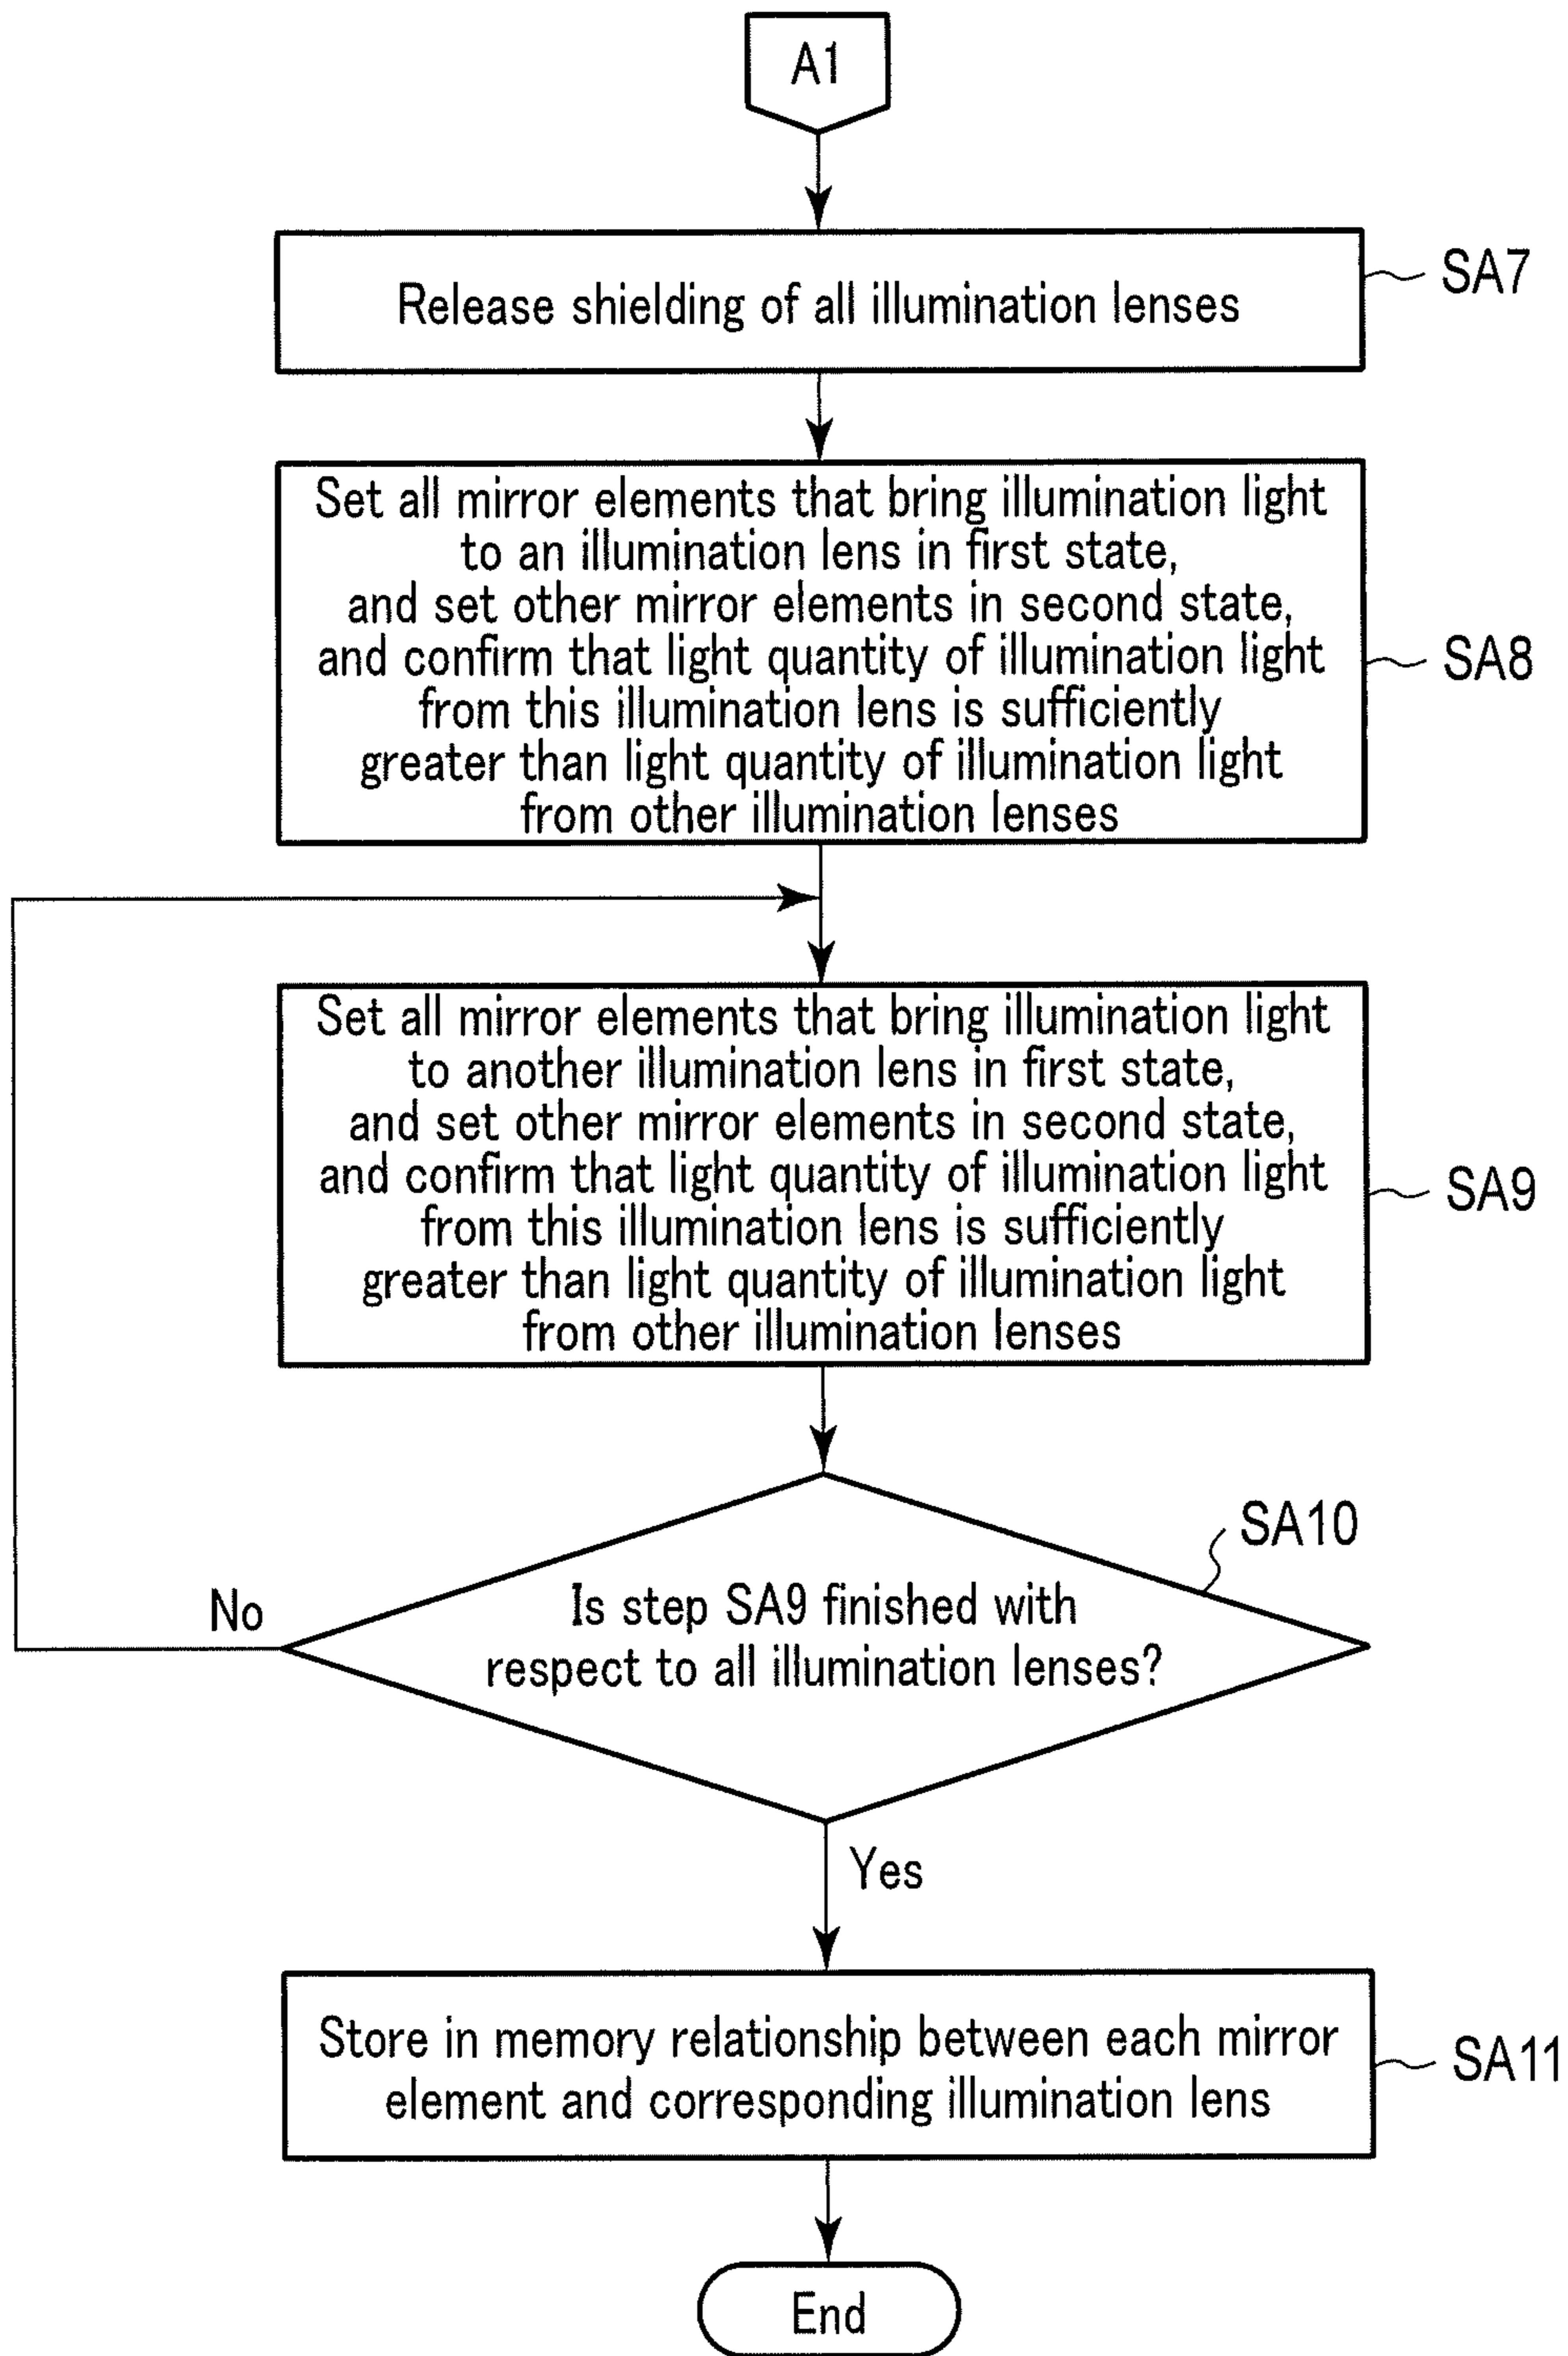 A1
Release shielding of all illumination lenses
SA7
Set all mirror elements that bring illumination light
to an illumination lens in first state,
and set other mirror elements in second state,
and confirm that light quantity of illumination light
from this illumination lens is sufficiently
greater than light quantity of illumination light
from other illumination lenses
SA8
Set all mirror elements that bring illumination light
to another illumination lens in first state,
and set other mirror elements in second state,
and confirm that light quantity of illumination light
from this illumination lens is sufficiently
greater than light quantity of illumination light
from other illumination lenses
SA9
SA10
Is step SA9 finished with
respect to all illumination lenses?
No
Yes
Store in memory relationship between each mirror
element and corresponding illumination lens
SA11
End